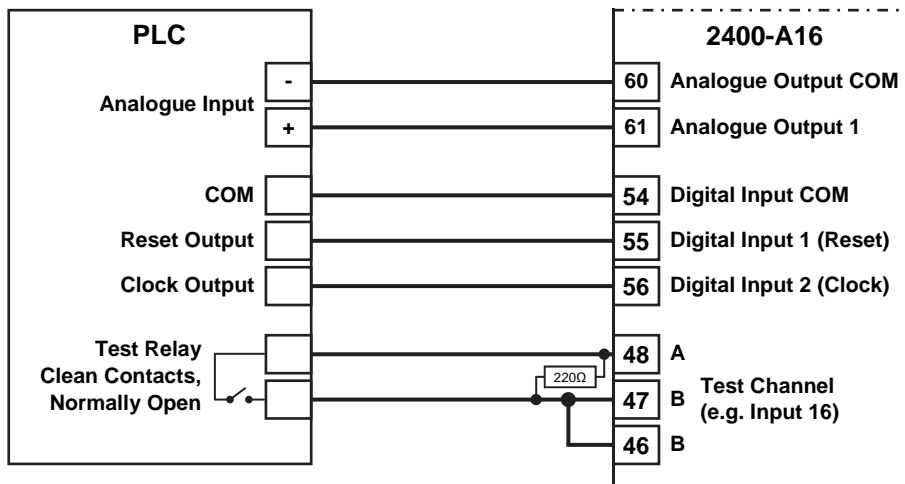 PLC
2400-A16
Analogue Input
-
60
Analogue Output COM
+
61
Analogue Output 1
COM
54
Digital Input COM
Reset Output
55
Digital Input 1 (Reset)
Clock Output
56
Digital Input 2 (Clock)
Test Relay
Clean Contacts,
Normally Open
220Ω
48
A
47
B
46
B
Test Channel
(e.g. Input 16)